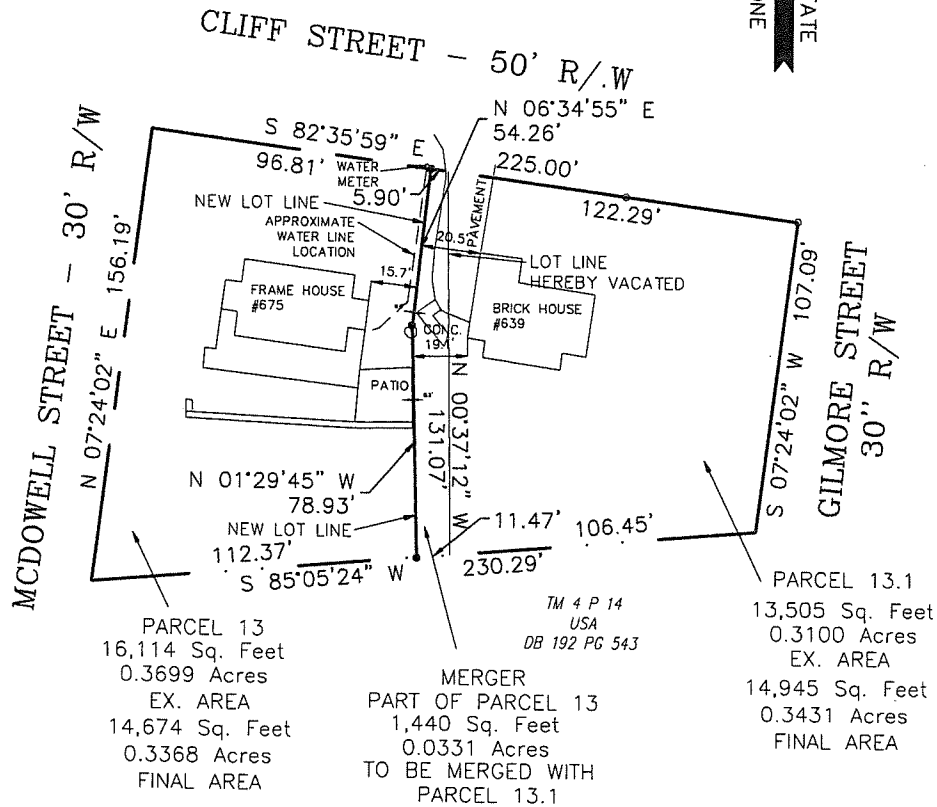 CLIFF STREET - 50' R/.W
MCDOWELL STREET - 30' R/W
GILMORE STREET
30'' R/W
S 82°35'59"
E
96.81'
WATER
METER
5.90'
N 06°34'55" E
54.26'
225.00'
122.29'
PAVEMENT
NEW LOT LINE
APPROXIMATE
WATER LINE
LOCATION
20.5'
LOT LINE
HEREBY VACATED
15.7'
FRAME HOUSE
#675
BRICK HOUSE
#639
CONC.
PATIO
N 07°24'02" E 156.19'
S 07°24'02" W 107.09'
N 00°37'12" W
131.07'
N 01°29'45" W
78.93'
NEW LOT LINE
11.47'
106.45'
112.37'
S 85°05'24" W
230.29'
TM 4 P 14
USA
DB 192 PG 543
PARCEL 13
16,114 Sq. Feet
0.3699 Acres
EX. AREA
14,674 Sq. Feet
0.3368 Acres
FINAL AREA
MERGER
PART OF PARCEL 13
1,440 Sq. Feet
0.0331 Acres
TO BE MERGED WITH
PARCEL 13.1
PARCEL 13.1
13,505 Sq. Feet
0.3100 Acres
EX. AREA
14,945 Sq. Feet
0.3431 Acres
FINAL AREA